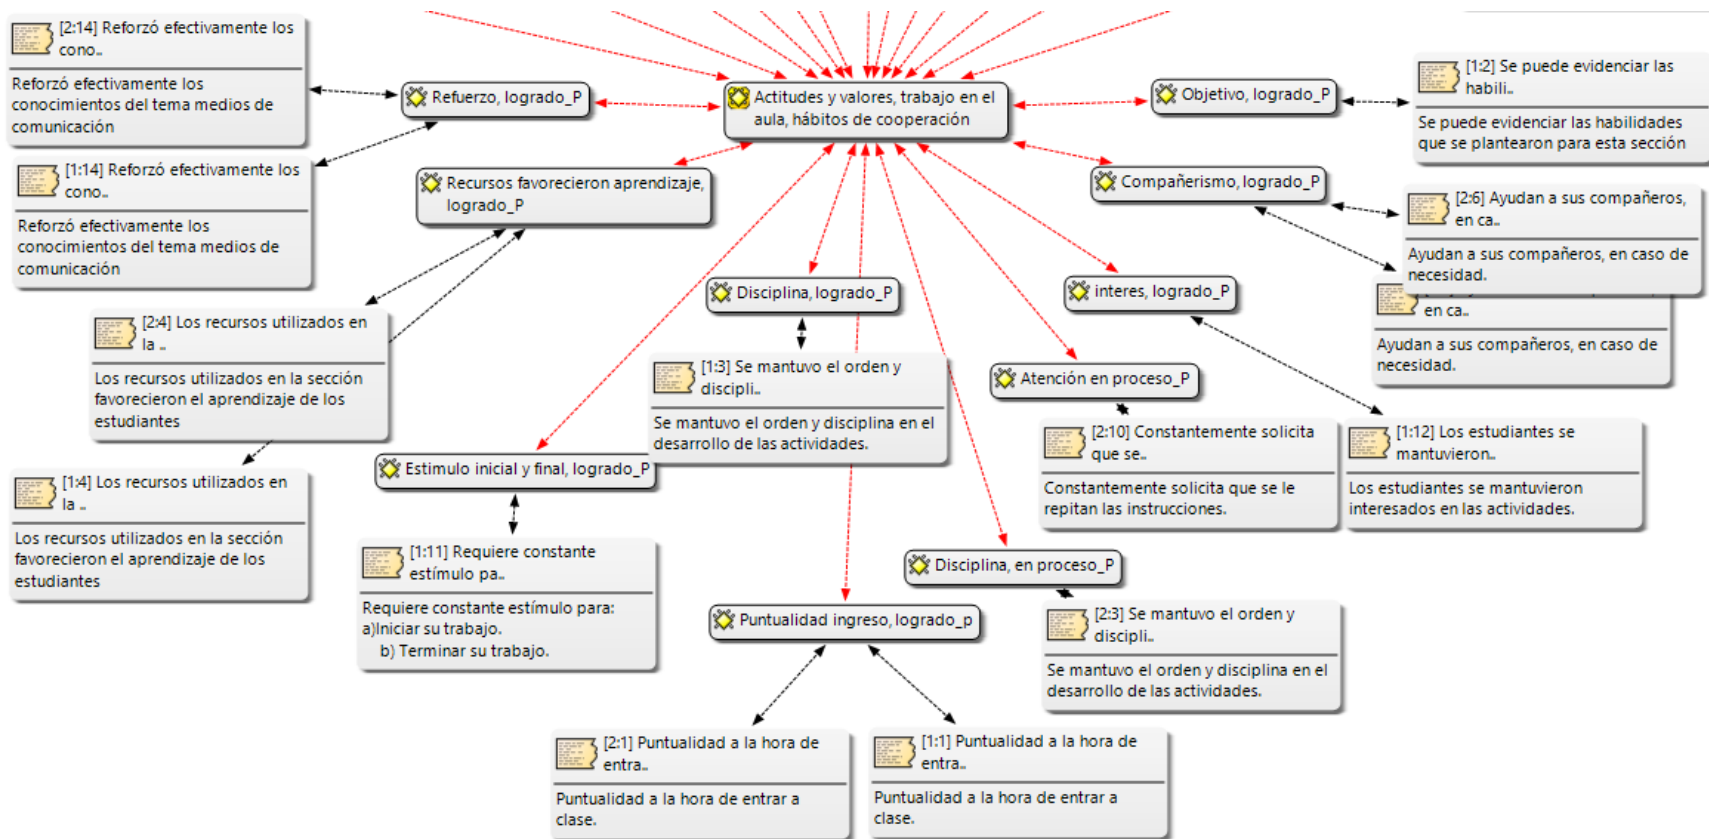 [2:14] Reforzó efectivamente los
cono..
Reforzó efectivamente los
conocimientos del tema medios de
comunicación
Refuerzo, logrado_P
Actitudes y valores, trabajo en el
aula, hábitos de cooperación
Objetivo, logrado_P
[1:2] Se puede evidenciar las
habili..
Se puede evidenciar las habilidades
que se plantearon para esta sección
[1:14] Reforzó efectivamente los
cono..
Reforzó efectivamente los
conocimientos del tema medios de
comunicación
Recursos favorecieron aprendizaje,
logrado_P
Compañerismo, logrado_P
[2:6] Ayudan a sus compañeros,
en ca..
Ayudan a sus compañeros, en caso de
necesidad.
en ca..
Ayudan a sus compañeros, en caso de
necesidad.
Disciplina, logrado_P
interes, logrado_P
[2:4] Los recursos utilizados en
la ..
Los recursos utilizados en la sección
favorecieron el aprendizaje de los
estudiantes
[1:3] Se mantuvo el orden y
discipli..
Se mantuvo el orden y disciplina en el
desarrollo de las actividades.
Atención en proceso_P
[2:10] Constantemente solicita
que se..
Constantemente solicita que se le
repitan las instrucciones.
[1:12] Los estudiantes se
mantuvieron..
Los estudiantes se mantuvieron
interesados en las actividades.
Estimulo inicial y final, logrado_P
[1:4] Los recursos utilizados en
la ..
Los recursos utilizados en la sección
favorecieron el aprendizaje de los
estudiantes
[1:11] Requiere constante
estímulo pa..
Requiere constante estímulo para:
a)Iniciar su trabajo.
b) Terminar su trabajo.
Disciplina, en proceso_P
[2:3] Se mantuvo el orden y
discipli..
Se mantuvo el orden y disciplina en el
desarrollo de las actividades.
Puntualidad ingreso, logrado_p
[2:1] Puntualidad a la hora de
entra..
Puntualidad a la hora de entrar a
clase.
[1:1] Puntualidad a la hora de
entra..
Puntualidad a la hora de entrar a
clase.